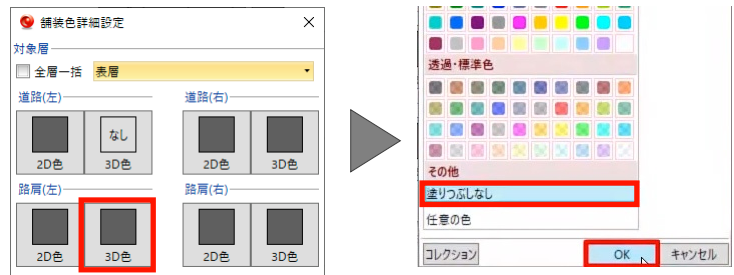 舗装色詳細設定
対象層
全層一括 表層
道路(左) 道路(右)
なし
2D色 3D色 2D色 3D色
路肩(左) 路肩(右)
2D色 3D色 2D色 3D色
透過・標準色
その他
塗りつぶしなし
任意の色
コレクション OK キャンセル